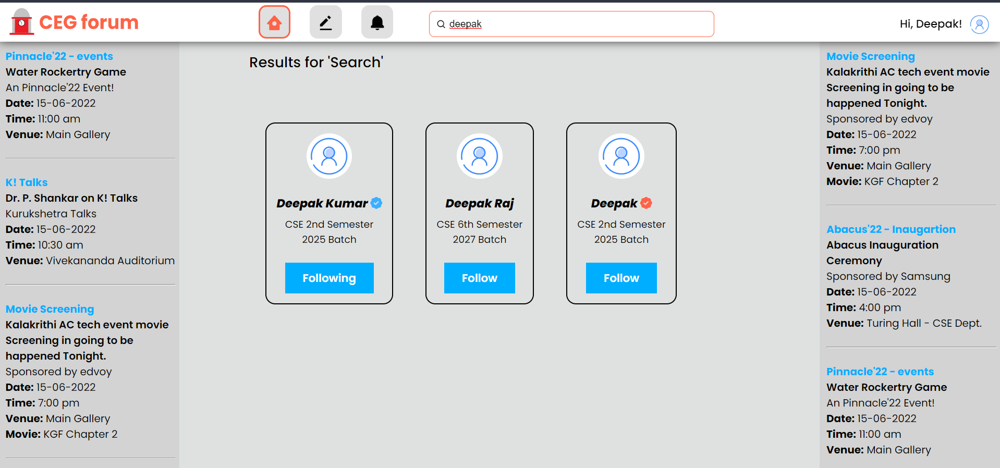 CEG forum
deepak
Hi, Deepak!
Pinnacle'22 - events
Water Rockertry Game
An Pinnacle'22 Event!
Date: 15-06-2022
Time: 11:00 am
Venue: Main Gallery
K! Talks
Dr. P. Shankar on K! Talks
Kurukshetra Talks
Date: 15-06-2022
Time: 10:30 am
Venue: Vivekananda Auditorium
Movie Screening
Kalakrithi AC tech event movie
Screening in going to be
happened Tonight.
Sponsored by edvoy
Date: 15-06-2022
Time: 7:00 pm
Venue: Main Gallery
Movie: KGF Chapter 2
Results for 'Search'
Deepak Kumar
CSE 2nd Semester
2025 Batch
Following
Deepak Raj
CSE 6th Semester
2027 Batch
Follow
Deepak
CSE 2nd Semester
2025 Batch
Follow
Movie Screening
Kalakrithi AC tech event movie
Screening in going to be
happened Tonight.
Sponsored by edvoy
Date: 15-06-2022
Time: 7:00 pm
Venue: Main Gallery
Movie: KGF Chapter 2
Abacus'22 - Inaugartion
Abacus Inauguration
Ceremony
Sponsored by Samsung
Date: 15-06-2022
Time: 4:00 pm
Venue: Turing Hall - CSE Dept.
Pinnacle'22 - events
Water Rockertry Game
An Pinnacle'22 Event!
Date: 15-06-2022
Time: 11:00 am
Venue: Main Gallery